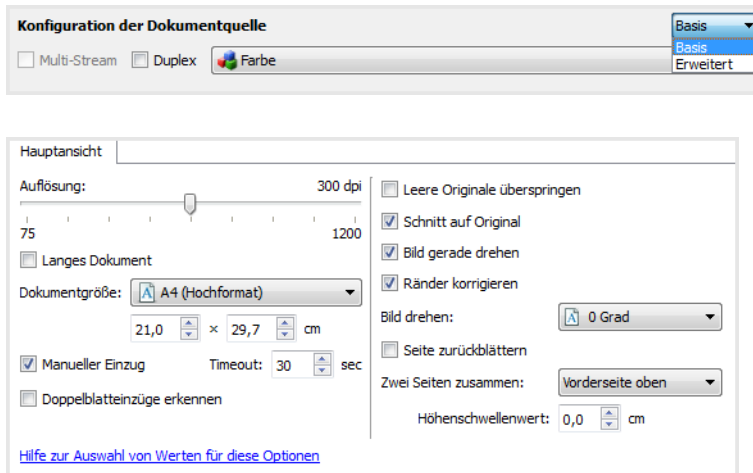 Konfiguration der Dokumentquelle
Basis
Basis
Erweitert
Multi-Stream Duplex Farbe
Hauptansicht
Auflösung: 300 dpi
75 1200
Langes Dokument
Dokumentgröße: A4 (Hochformat)
21,0 × 29,7 cm
Manueller Einzug Timeout: 30 sec
Doppelblatteinzüge erkennen
Leere Originale überspringen
Schnitt auf Original
Bild gerade drehen
Ränder korrigieren
Bild drehen: 0 Grad
Seite zurückblättern
Zwei Seiten zusammen: Vorderseite oben
Höhenschwellenwert: 0,0 cm
Hilfe zur Auswahl von Werten für diese Optionen